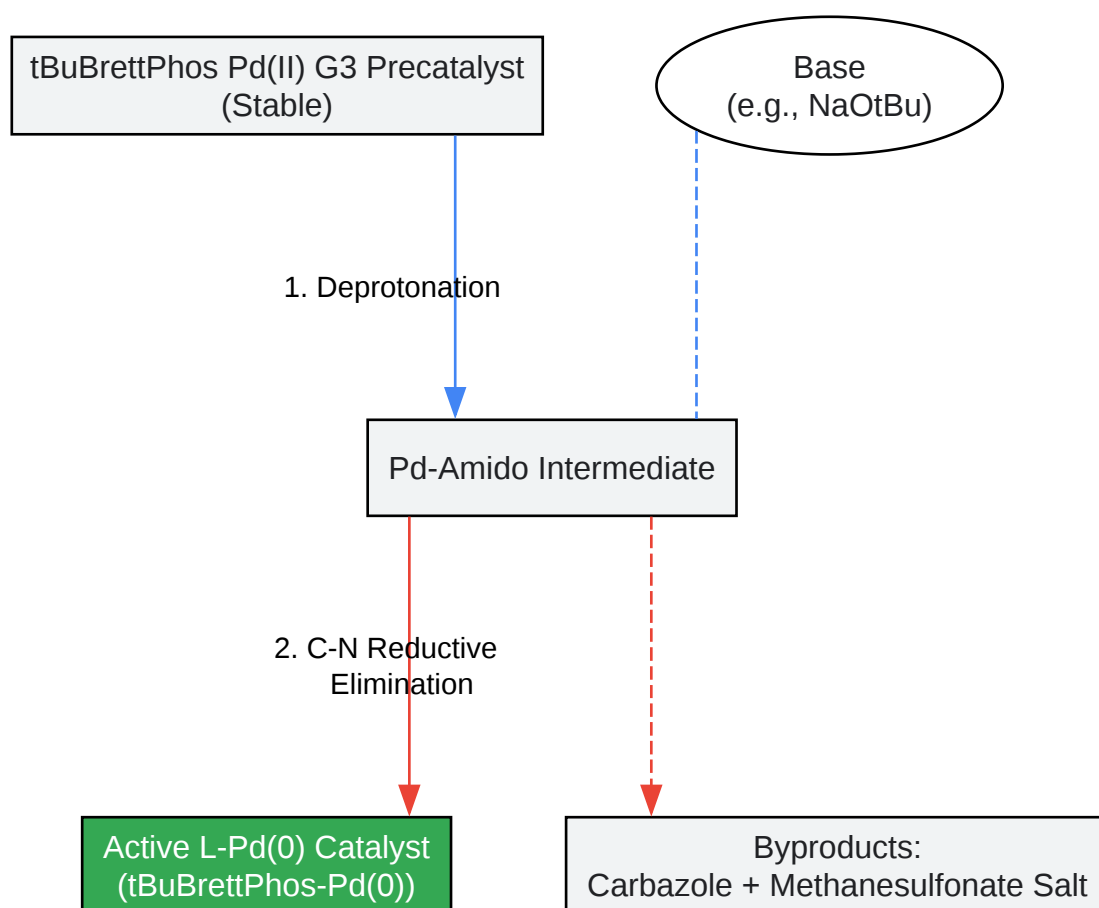 tBuBrettPhos Pd(II) G3 Precatalyst
(Stable)
Base
(e.g., NaOtBu)
1. Deprotonation
Pd-Amido Intermediate
2. C-N Reductive
Elimination
Active L-Pd(0) Catalyst
(tBuBrettPhos-Pd(0))
Byproducts:
Carbazole + Methanesulfonate Salt